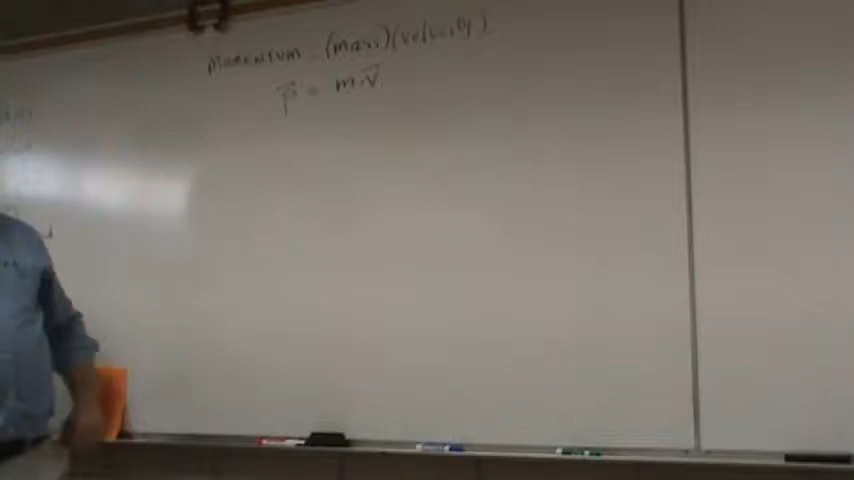 Momentum = (mass)(velocity)
p⃗ = m·v⃗